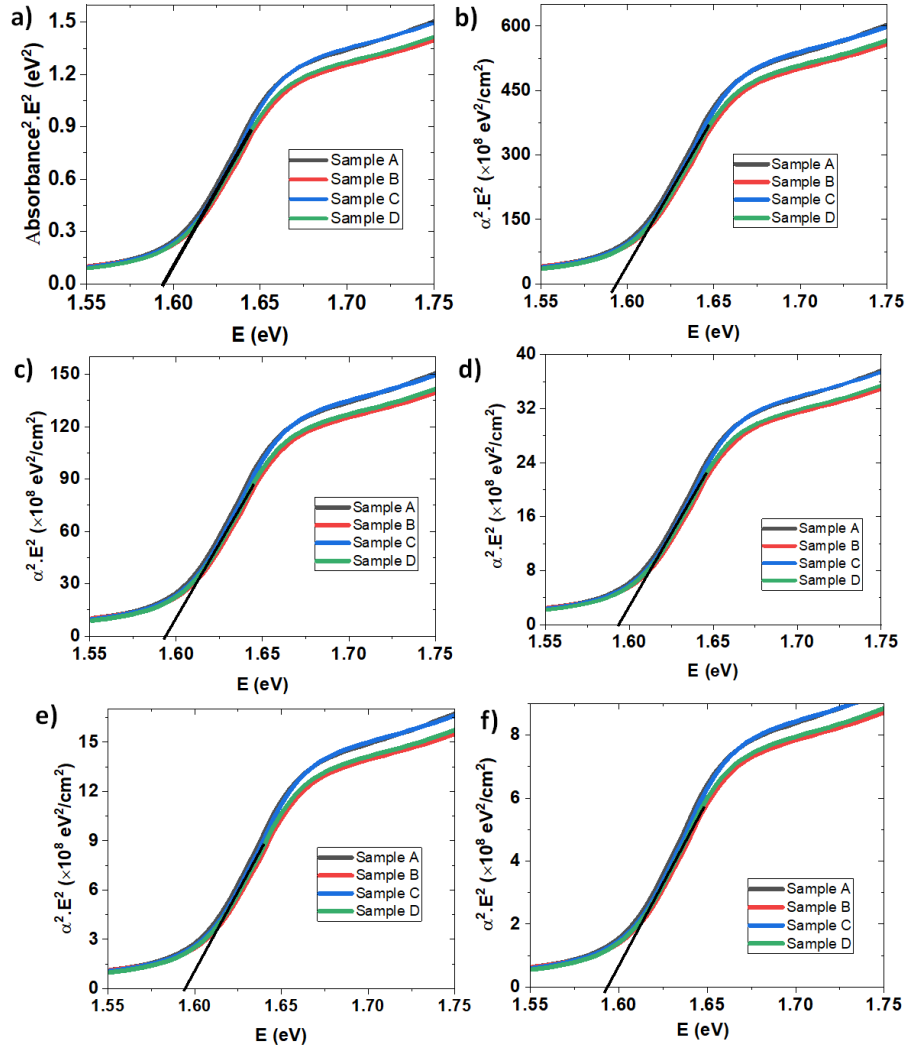 a)
Absorbance².E² (eV²)
1.5
1.2
0.9
0.6
0.3
0.0
Sample A
Sample B
Sample C
Sample D
1.55 1.60 1.65 1.70 1.75
E (eV)
b)
α².E² (×10⁸ eV²/cm²)
600
450
300
150
0
Sample A
Sample B
Sample C
Sample D
1.55 1.60 1.65 1.70 1.75
E (eV)
c)
α².E² (×10⁸ eV²/cm²)
150
120
90
60
30
0
Sample A
Sample B
Sample C
Sample D
1.55 1.60 1.65 1.70 1.75
E (eV)
d)
α².E² (×10⁸ eV²/cm²)
40
32
24
16
8
0
Sample A
Sample B
Sample C
Sample D
1.55 1.60 1.65 1.70 1.75
E (eV)
e)
α².E² (×10⁸ eV²/cm²)
15
12
9
6
3
0
Sample A
Sample B
Sample C
Sample D
1.55 1.60 1.65 1.70 1.75
E (eV)
f)
α².E² (×10⁸ eV²/cm²)
8
6
4
2
0
Sample A
Sample B
Sample C
Sample D
1.55 1.60 1.65 1.70 1.75
E (eV)